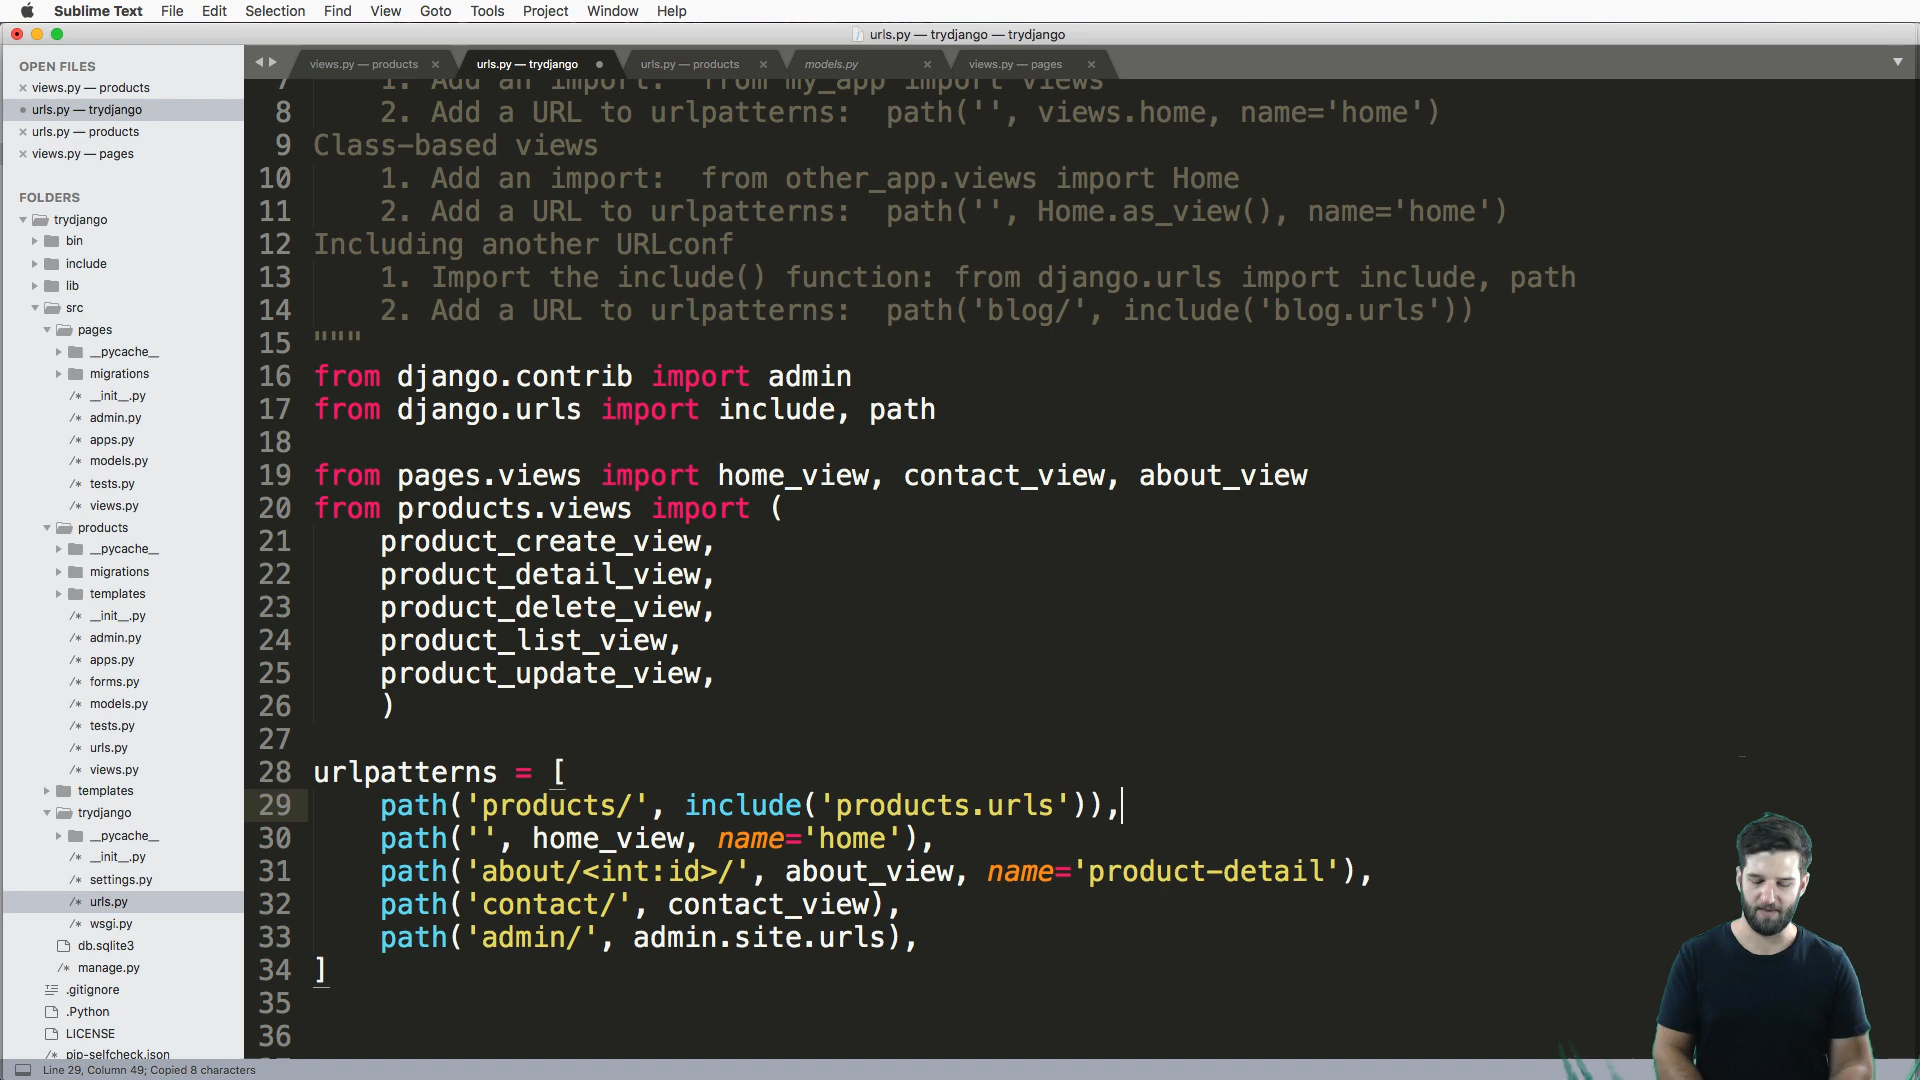 Sublime Text File Edit Selection Find View Goto Tools Project Window Help
urls.py — trydjango — trydjango
views.py — products urls.py — trydjango urls.py — products models.py views.py — pages
OPEN FILES
views.py — products
urls.py — trydjango
urls.py — products
views.py — pages
FOLDERS
trydjango
bin
include
lib
src
pages
__pycache__
migrations
/* __init__.py
/* admin.py
/* apps.py
/* models.py
/* tests.py
/* views.py
products
__pycache__
migrations
templates
/* __init__.py
/* admin.py
/* apps.py
/* forms.py
/* models.py
/* tests.py
/* urls.py
/* views.py
templates
trydjango
__pycache__
/* __init__.py
/* settings.py
/* urls.py
/* wsgi.py
db.sqlite3
/* manage.py
.gitignore
.Python
LICENSE
/* pip-selfcheck.json
7     1. Add an import:  from my_app import views
8     2. Add a URL to urlpatterns:  path('', views.home, name='home')
9 Class-based views
10     1. Add an import:  from other_app.views import Home
11     2. Add a URL to urlpatterns:  path('', Home.as_view(), name='home')
12 Including another URLconf
13     1. Import the include() function: from django.urls import include, path
14     2. Add a URL to urlpatterns:  path('blog/', include('blog.urls'))
15 """
16 from django.contrib import admin
17 from django.urls import include, path
18
19 from pages.views import home_view, contact_view, about_view
20 from products.views import (
21     product_create_view,
22     product_detail_view,
23     product_delete_view,
24     product_list_view,
25     product_update_view,
26     )
27
28 urlpatterns = [
29     path('products/', include('products.urls')),
30     path('', home_view, name='home'),
31     path('about/<int:id>/', about_view, name='product-detail'),
32     path('contact/', contact_view),
33     path('admin/', admin.site.urls),
34 ]
35
36
Line 29, Column 49; Copied 8 characters